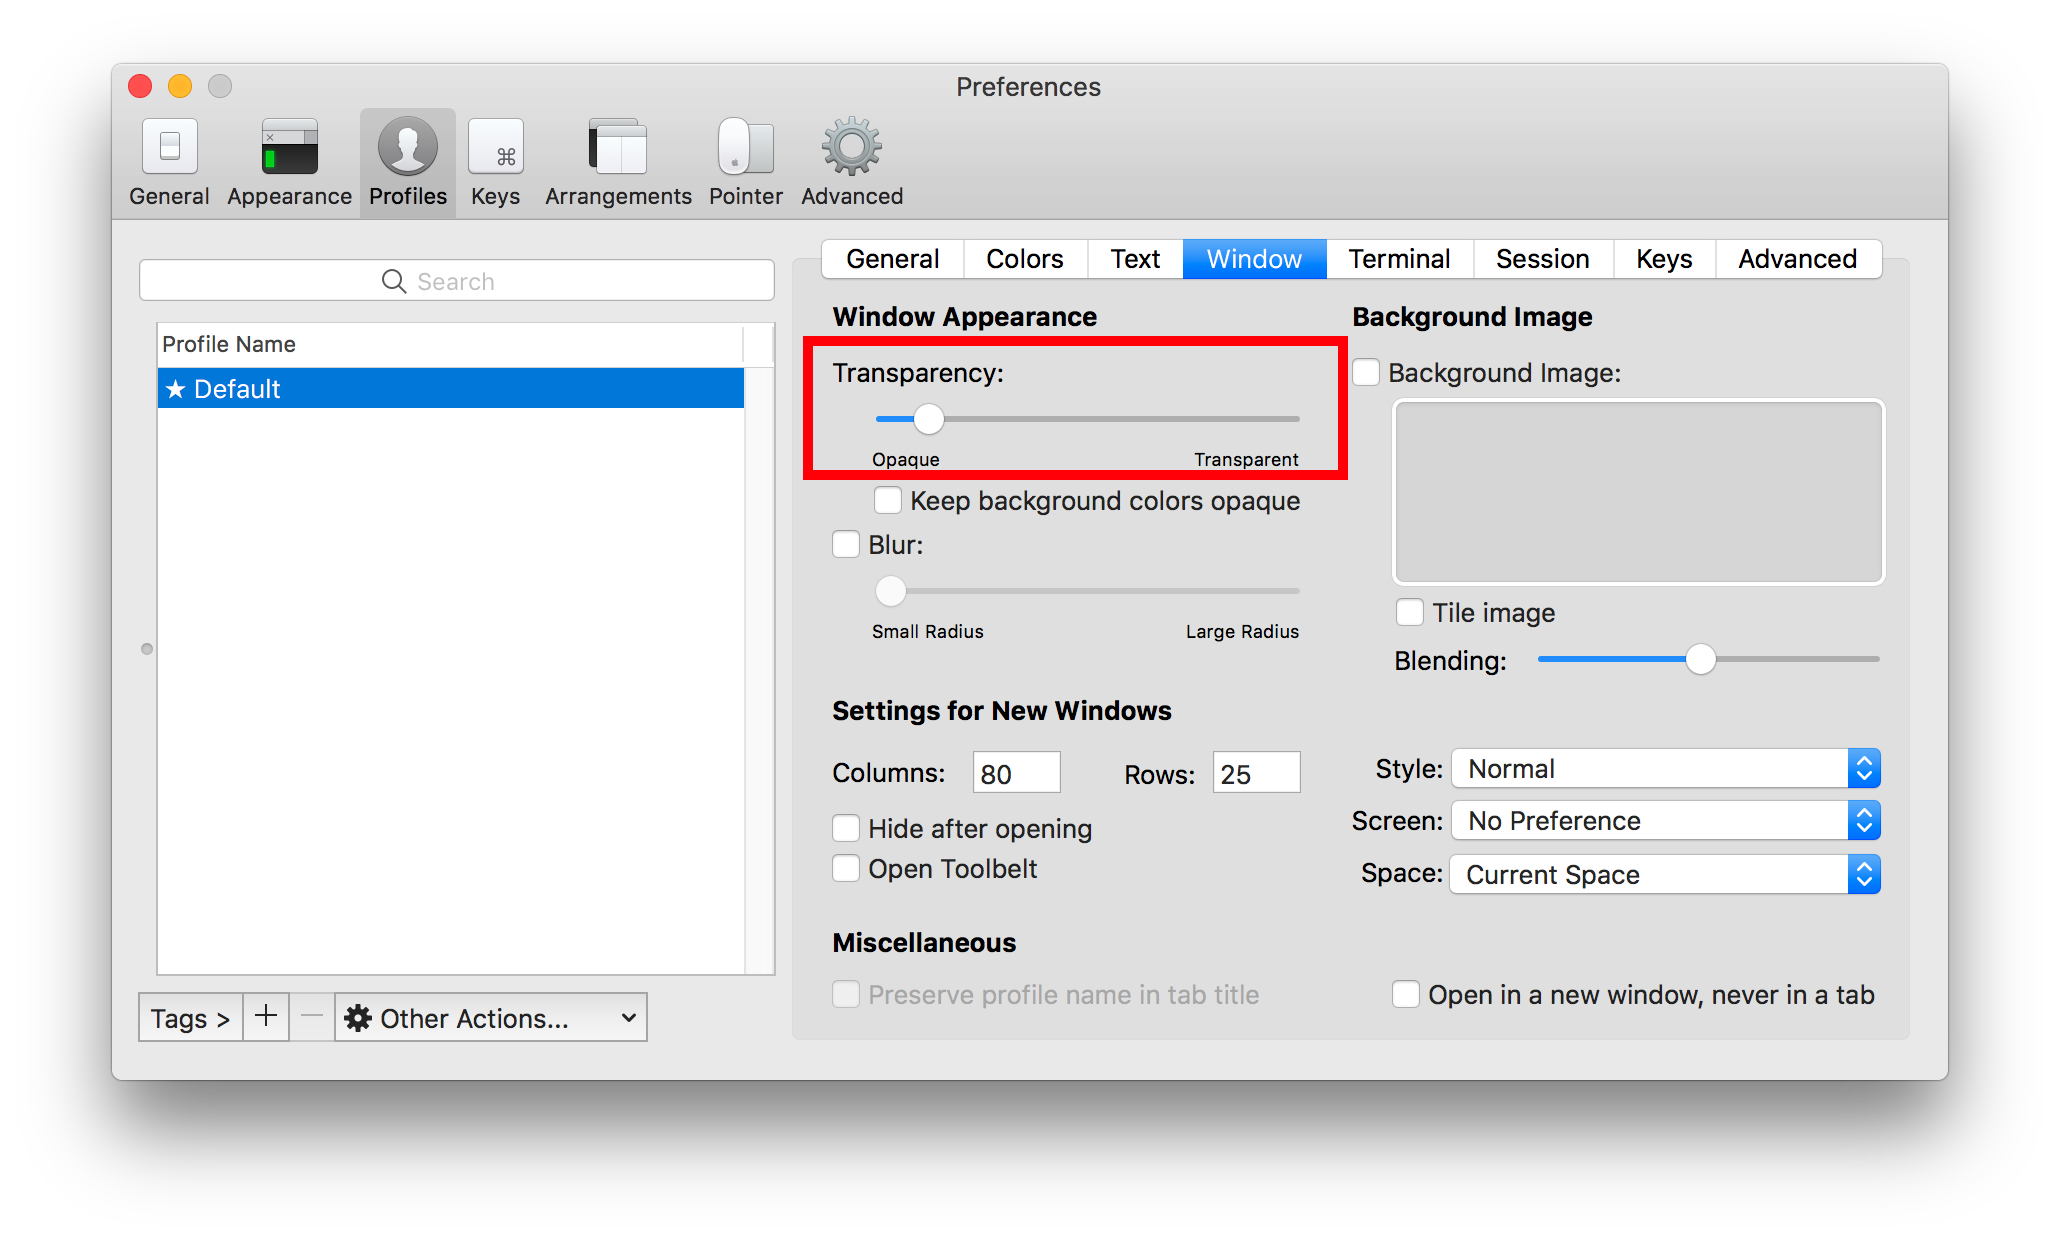 Preferences
General Appearance Profiles Keys Arrangements Pointer Advanced
Search
Profile Name
★ Default
Tags > + − Other Actions...
General Colors Text Window Terminal Session Keys Advanced
Window Appearance
Transparency:
Opaque Transparent
Keep background colors opaque
Blur:
Small Radius Large Radius
Background Image
Background Image:
Tile image
Blending:
Settings for New Windows
Columns: 80 Rows: 25
Hide after opening
Open Toolbelt
Style: Normal
Screen: No Preference
Space: Current Space
Miscellaneous
Preserve profile name in tab title
Open in a new window, never in a tab